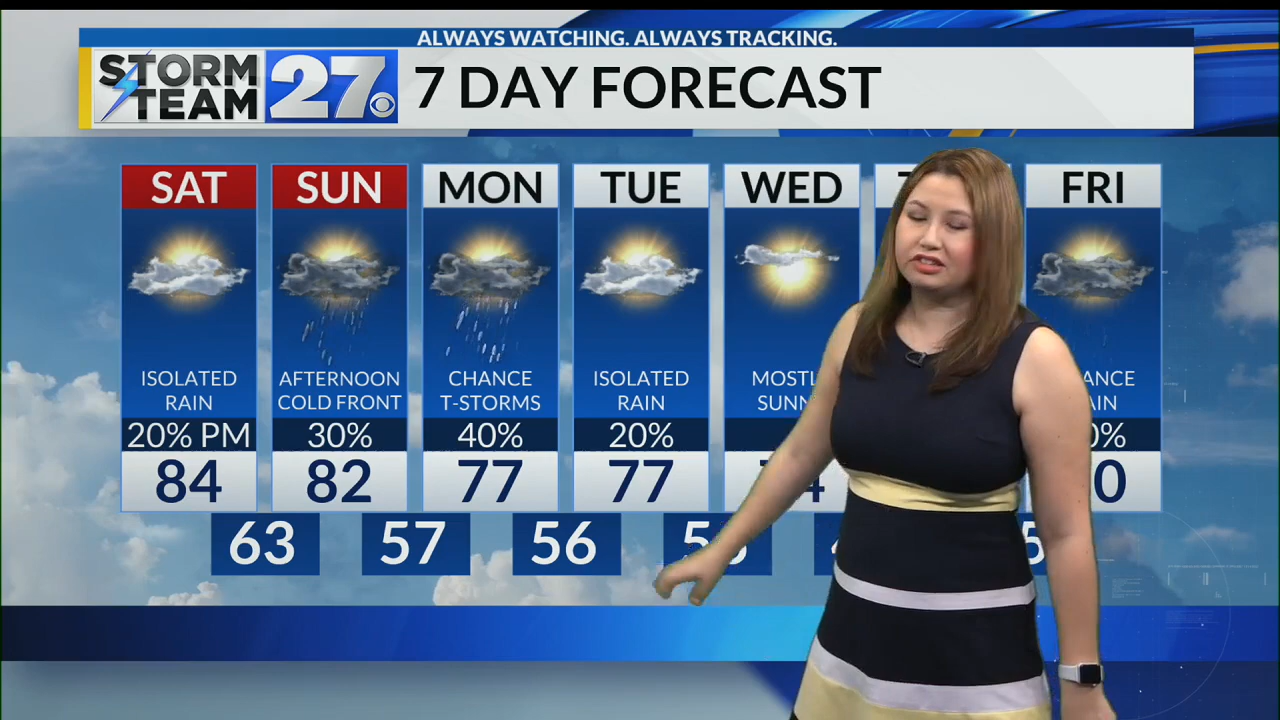 ALWAYS WATCHING. ALWAYS TRACKING.
STORM TEAM 27
7 DAY FORECAST
SAT SUN MON TUE WED FRI
ISOLATED RAIN
20% PM
84
AFTERNOON COLD FRONT
30%
82
CHANCE T-STORMS
40%
77
ISOLATED RAIN
20%
77
63 57 56